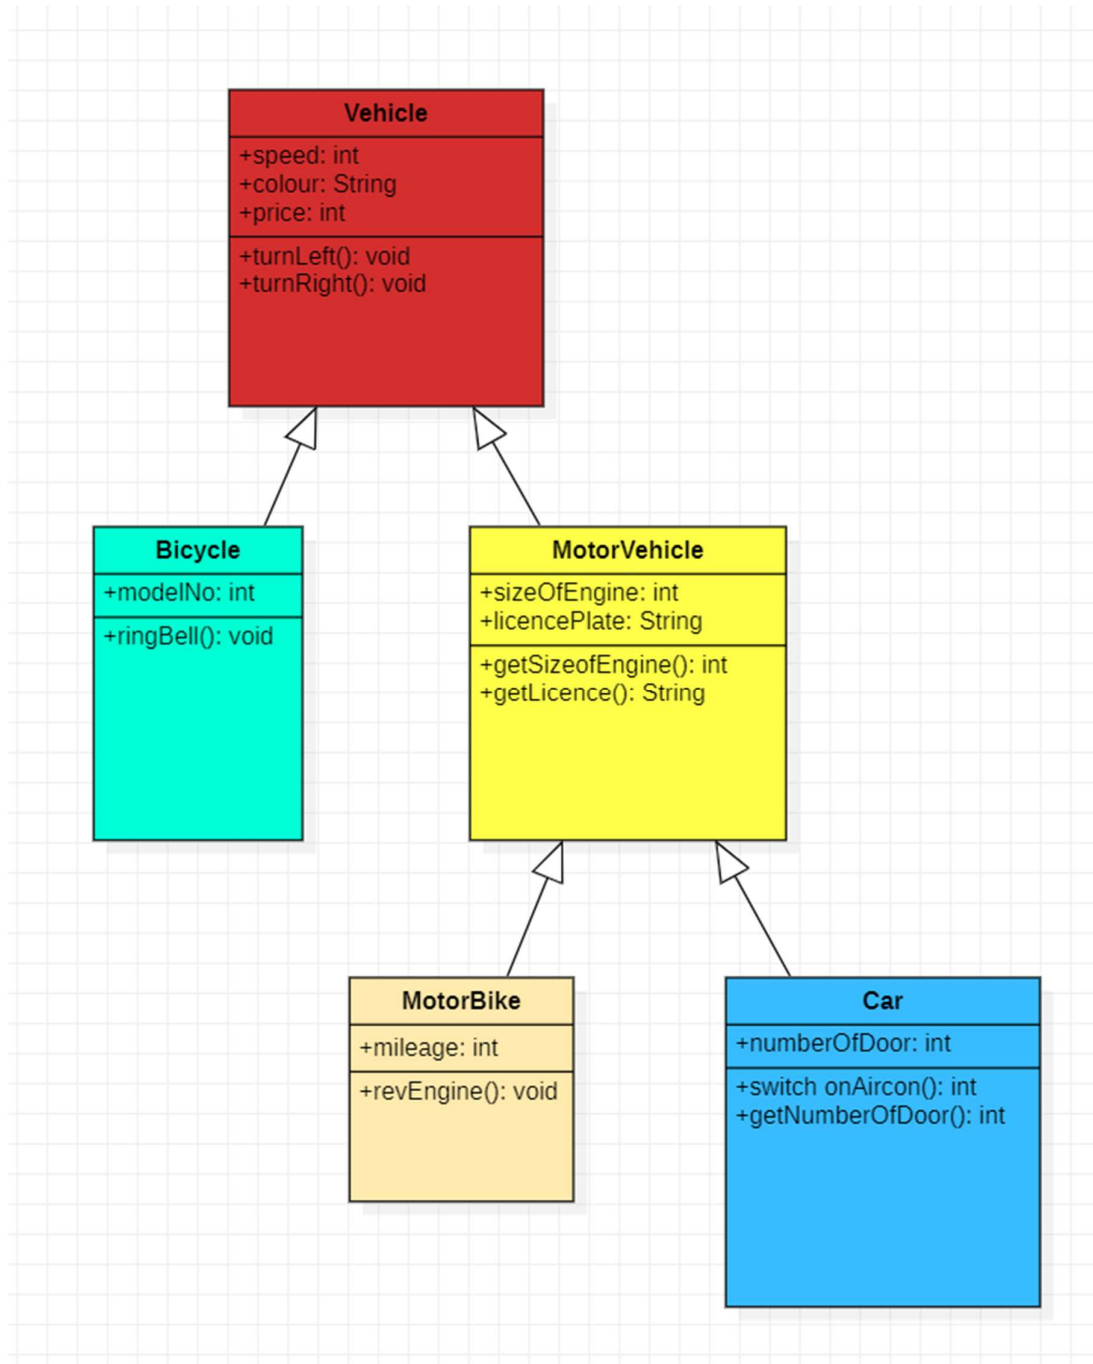 Vehicle
+speed: int
+colour: String
+price: int
+turnLeft(): void
+turnRight(): void
Bicycle
+modelNo: int
+ringBell(): void
MotorVehicle
+sizeOfEngine: int
+licencePlate: String
+getSizeofEngine(): int
+getLicence(): String
MotorBike
+mileage: int
+revEngine(): void
Car
+numberOfDoor: int
+switch onAircon(): int
+getNumberOfDoor(): int